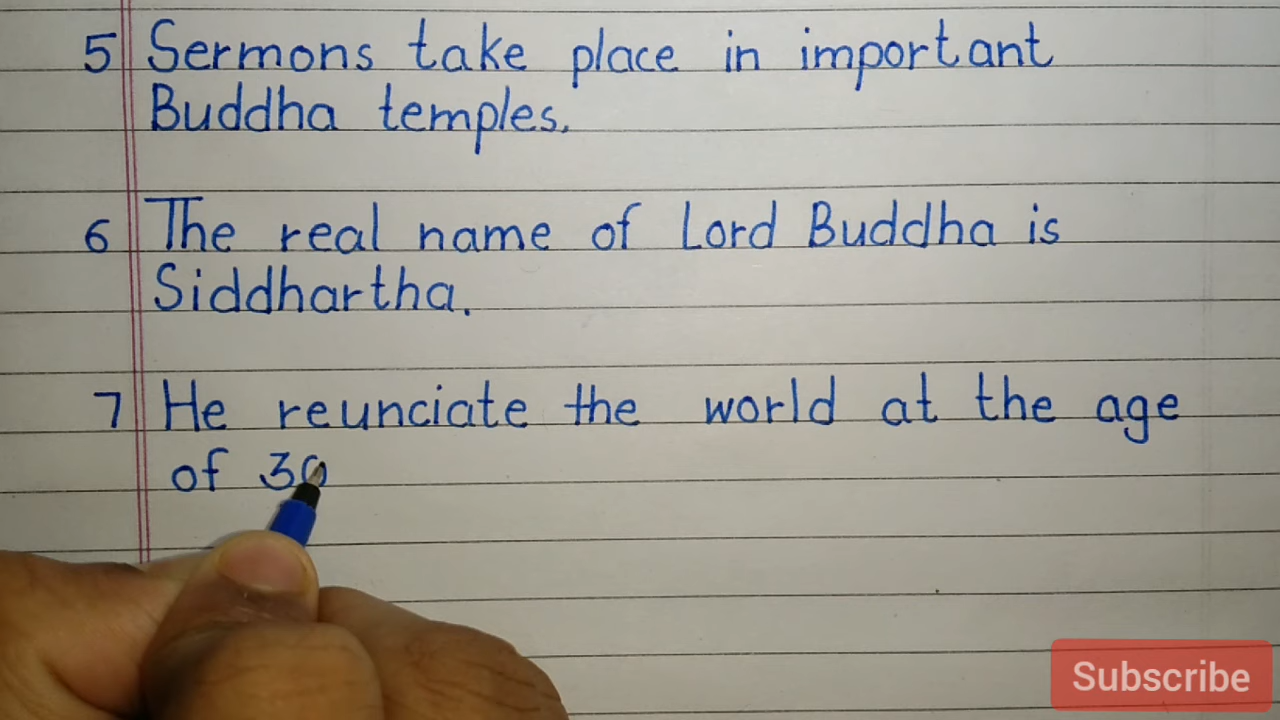 5 Sermons take place in important
Buddha temples.
6 The real name of Lord Buddha is
Siddhartha.
7 He reunciate the world at the age
of 30
Subscribe